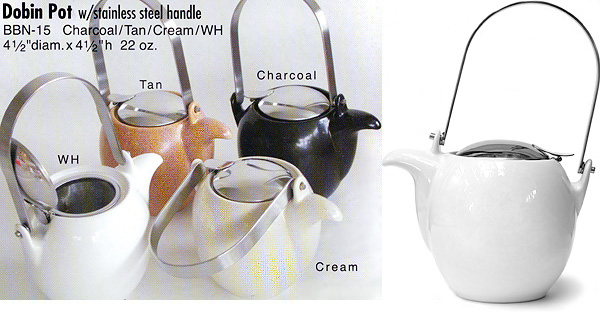 Dobin Pot w/stainless steel handle
BBN-15 Charcoal/Tan/Cream/WH
4½"diam. x 4½"h 22 oz.
Charcoal
Tan
WH
Cream